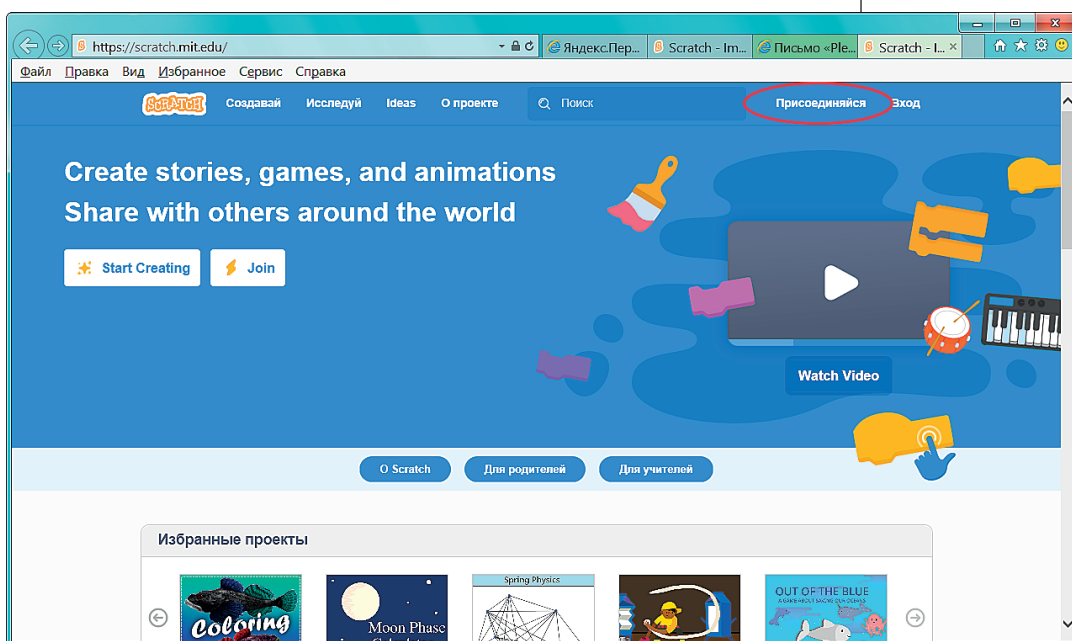 https://scratch.mit.edu/
Яндекс.Пер...
Scratch - Im...
Письмо «Ple...
Scratch - I...
Файл Правка Вид Избранное Сервис Справка
SCRATCH Создавай Исследуй Ideas О проекте Поиск Присоединяйся Вход
Create stories, games, and animations
Share with others around the world
Start Creating Join
Watch Video
О Scratch Для родителей Для учителей
Избранные проекты
Spring Physics
OUT OF THE BLUE
Coloring
Moon Phase